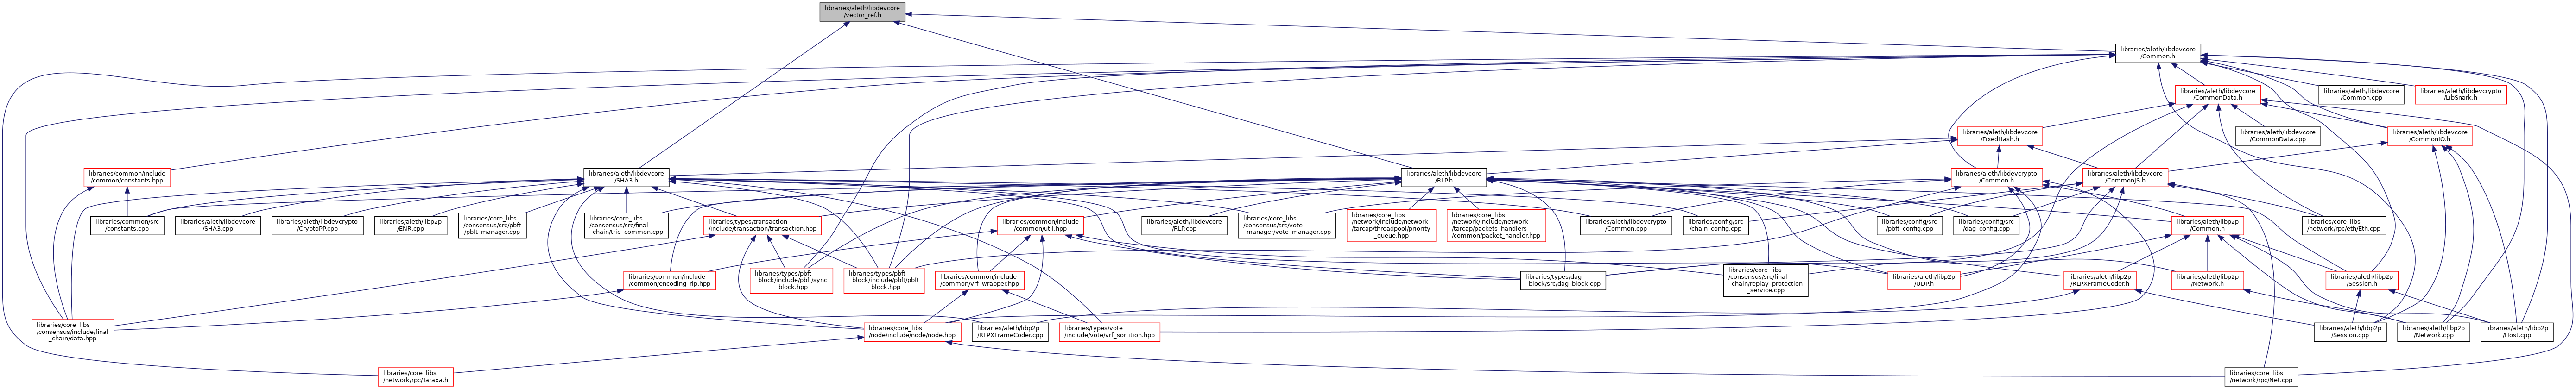 libraries/aleth/libdevcore
/vector_ref.h
libraries/aleth/libdevcore
/Common.h
libraries/aleth/libdevcore
/CommonData.h
libraries/aleth/libdevcore
/Common.cpp
libraries/aleth/libdevcrypto
/LibSnark.h
libraries/aleth/libdevcore
/FixedHash.h
libraries/aleth/libdevcore
/CommonData.cpp
libraries/aleth/libdevcore
/CommonIO.h
libraries/common/include
/common/constants.hpp
libraries/aleth/libdevcore
/SHA3.h
libraries/aleth/libdevcore
/RLP.h
libraries/aleth/libdevcrypto
/Common.h
libraries/aleth/libdevcore
/CommonJS.h
libraries/common/src
/constants.cpp
libraries/aleth/libdevcore
/SHA3.cpp
libraries/aleth/libdevcrypto
/CryptoPP.cpp
libraries/aleth/libp2p
/ENR.cpp
libraries/core_libs
/consensus/src/pbft
/pbft_manager.cpp
libraries/core_libs
/consensus/src/final
_chain/trie_common.cpp
libraries/types/transaction
/include/transaction/transaction.hpp
libraries/aleth/libdevcore
/RLP.cpp
libraries/common/include
/common/util.hpp
libraries/core_libs
/consensus/src/vote
_manager/vote_manager.cpp
libraries/core_libs
/network/include/network
/tarcap/threadpool/priority
_queue.hpp
libraries/core_libs
/network/include/network
/tarcap/packets_handlers
/common/packet_handler.hpp
libraries/aleth/libdevcrypto
/Common.cpp
libraries/config/src
/chain_config.cpp
libraries/config/src
/pbft_config.cpp
libraries/config/src
/dag_config.cpp
libraries/aleth/libp2p
/Common.h
libraries/core_libs
/network/rpc/eth/Eth.cpp
libraries/common/include
/common/encoding_rlp.hpp
libraries/types/pbft
_block/include/pbft/sync
_block.hpp
libraries/types/pbft
_block/include/pbft/pbft
_block.hpp
libraries/common/include
/common/vrf_wrapper.hpp
libraries/types/dag
_block/src/dag_block.cpp
libraries/core_libs
/consensus/src/final
_chain/replay_protection
_service.cpp
libraries/aleth/libp2p
/UDP.h
libraries/aleth/libp2p
/RLPXFrameCoder.h
libraries/aleth/libp2p
/Network.h
libraries/aleth/libp2p
/Session.h
libraries/core_libs
/consensus/include/final
_chain/data.hpp
libraries/core_libs
/node/include/node/node.hpp
libraries/aleth/libp2p
/RLPXFrameCoder.cpp
libraries/types/vote
/include/vote/vrf_sortition.hpp
libraries/aleth/libp2p
/Session.cpp
libraries/aleth/libp2p
/Network.cpp
libraries/aleth/libp2p
/Host.cpp
libraries/core_libs
/network/rpc/Taraxa.h
libraries/core_libs
/network/rpc/Net.cpp